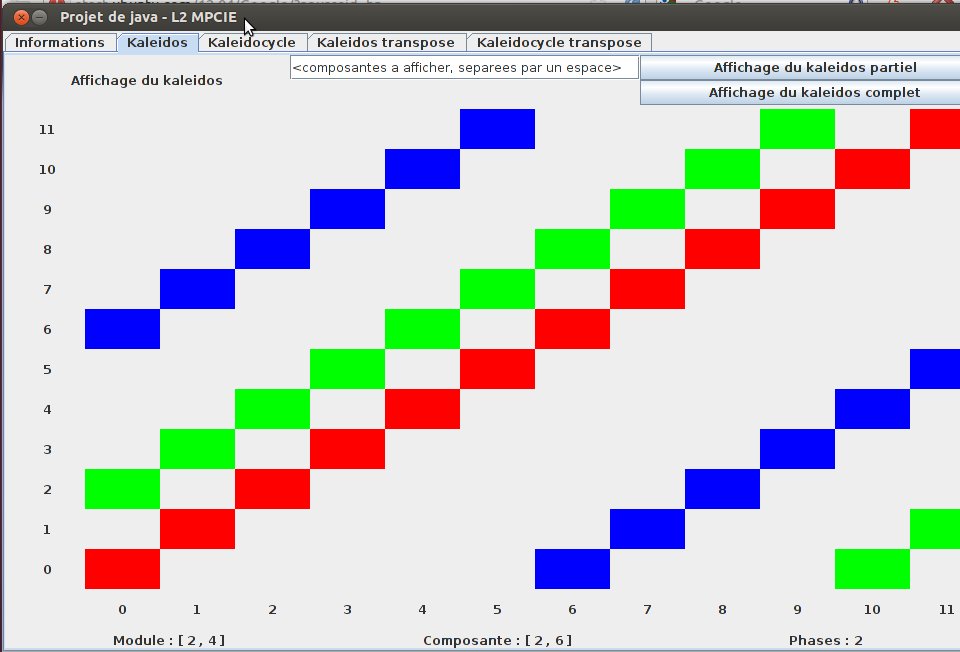 Projet de java - L2 MPCIE
Informations Kaleidos Kaleidocycle Kaleidos transpose Kaleidocycle transpose
Affichage du kaleidos
<composantes a afficher, separees par un espace>
Affichage du kaleidos partiel
Affichage du kaleidos complet
11
10
9
8
7
6
5
4
3
2
1
0
0 1 2 3 4 5 6 7 8 9 10 11
Module : [ 2 , 4 ] Composante : [ 2 , 6 ] Phases : 2